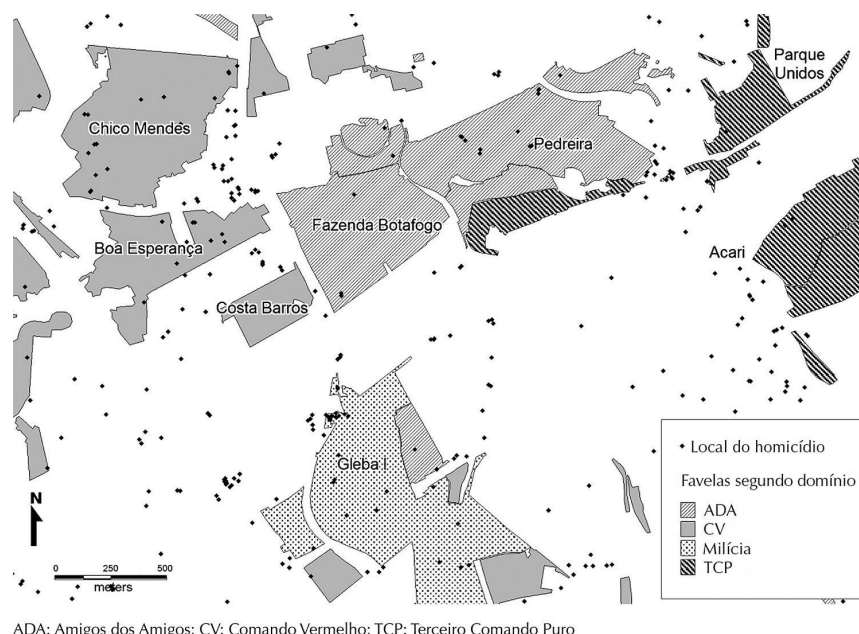 Parque
Unidos
Chico Mendes
Pedreira
Fazenda Botafogo
Boa Esperança
Acari
Costa Barros
Gleba I
N
0 250 500
meters
Local do homicídio
Favelas segundo domínio
ADA
CV
Milícia
TCP
ADA: Amigos dos Amigos; CV: Comando Vermelho; TCP: Terceiro Comando Puro